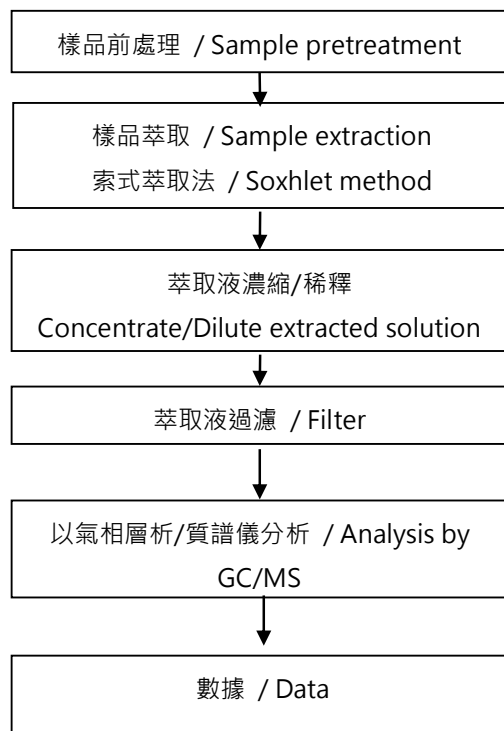 樣品前處理 / Sample pretreatment
樣品萃取 / Sample extraction
索式萃取法 / Soxhlet method
萃取液濃縮/稀釋
Concentrate/Dilute extracted solution
萃取液過濾 / Filter
以氣相層析/質譜儀分析 / Analysis by
GC/MS
數據 / Data